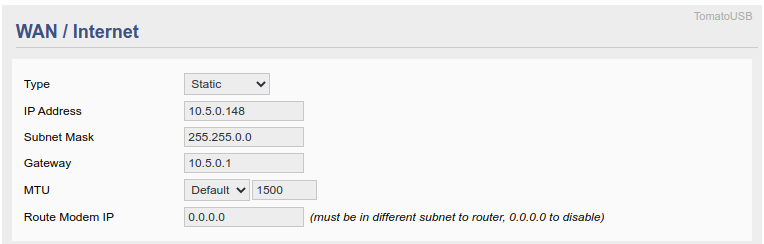 TomatoUSB
WAN / Internet
Type Static
IP Address 10.5.0.148
Subnet Mask 255.255.0.0
Gateway 10.5.0.1
MTU Default 1500
Route Modem IP 0.0.0.0 (must be in different subnet to router, 0.0.0.0 to disable)